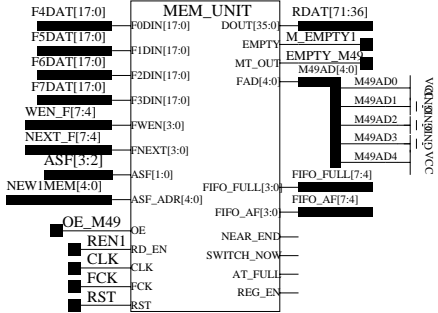 MEM_UNIT
F4DAT[17:0]
F0DIN[17:0]
F5DAT[17:0]
F1DIN[17:0]
F6DAT[17:0]
F2DIN[17:0]
F7DAT[17:0]
F3DIN[17:0]
WEN_F[7:4]
FWEN[3:0]
NEXT_F[7:4]
FNEXT[3:0]
ASF[3:2]
ASF[1:0]
NEW1MEM[4:0]
ASF_ADR[4:0]
OE_M49
OE
REN1
RD_EN
CLK
CLK
FCK
FCK
RST
RST
DOUT[35:0]
RDAT[71:36]
EMPTY
M_EMPTY1
MT_OUT
EMPTY_M49
FAD[4:0]
M49AD[4:0]
M49AD0
M49AD1
M49AD2
M49AD3
M49AD4
VCC
FIFO_FULL[3:0]
FIFO_FULL[7:4]
FIFO_AF[3:0]
FIFO_AF[7:4]
NEAR_END
SWITCH_NOW
AT_FULL
REG_EN